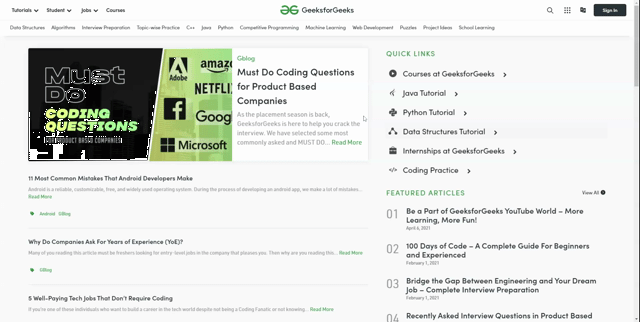 Tutorials Student Jobs Courses
GeeksforGeeks
Sign In
Data Structures Algorithms Interview Preparation Topic-wise Practice C++ Java Python Competitive Programming Machine Learning Web Development Puzzles Project Ideas School Learning
Must
Do
CODING
QUESTIONS
FOR PRODUCT BASED COMPANIES
Adobe
amazon
NETFLI
Goog
Microsoft
Gblog
Must Do Coding Questions
for Product Based
Companies
As the placement season is back,
GeeksforGeeks is here to help you crack the
interview. We have selected some most
commonly asked and MUST DO... Read More
11 Most Common Mistakes That Android Developers Make
Android is reliable, customizable, free, and widely used operating system. During the process of developing an android app, we make a lot of mistakes...
Read More
Android GBlog
Why Do Companies Ask For Years of Experience (YoE)?
Many of you reading this article must be freshers looking for entry-level jobs in the company that pleases you. Then why are you reading this... Read More
GBlog
5 Well-Paying Tech Jobs That Don't Require Coding
If you're one of those individuals who want to build a career in the tech world despite not being a Coding Fanatic or not knowing... Read More
QUICK LINKS
Courses at GeeksforGeeks
Java Tutorial
Python Tutorial
Data Structures Tutorial
Internships at GeeksforGeeks
Coding Practice
FEATURED ARTICLES
View All
01 Be a Part of GeeksforGeeks YouTube World – More
Learning, More Fun!
April 6, 2021
02 100 Days of Code – A Complete Guide For Beginners
and Experienced
February 1, 2021
03 Bridge the Gap Between Engineering and Your Dream
Job – Complete Interview Preparation
February 1, 2021
04 Recently Asked Interview Questions in Product Based